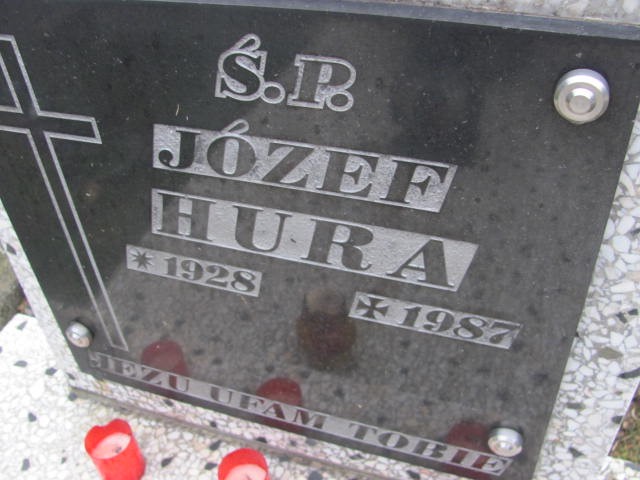 Ś.P.
JÓZEF
HURA
* 1928
✠ 1987
JEZU UFAM TOBIE